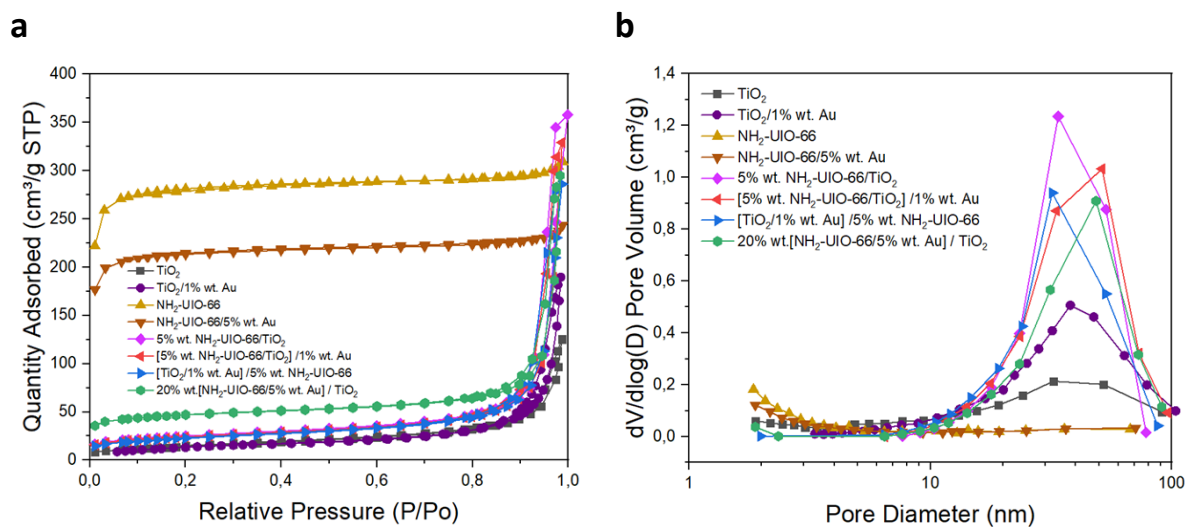 a
400
350
300
250
200
150
100
50
0
Quantity Adsorbed (cm³/g STP)
TiO₂
TiO₂/1% wt. Au
NH₂-UIO-66
NH₂-UIO-66/5% wt. Au
5% wt. NH₂-UIO-66/TiO₂
[5% wt. NH₂-UIO-66/TiO₂] /1% wt. Au
[TiO₂/1% wt. Au] /5% wt. NH₂-UIO-66
20% wt.[NH₂-UIO-66/5% wt. Au] / TiO₂
0,0 0,2 0,4 0,6 0,8 1,0
Relative Pressure (P/Po)
b
1,4
1,2
1,0
0,8
0,6
0,4
0,2
0,0
dV/dlog(D) Pore Volume (cm³/g)
TiO₂
TiO₂/1% wt. Au
NH₂-UIO-66
NH₂-UIO-66/5% wt. Au
5% wt. NH₂-UIO-66/TiO₂
[5% wt. NH₂-UIO-66/TiO₂] /1% wt. Au
[TiO₂/1% wt. Au] /5% wt. NH₂-UIO-66
20% wt.[NH₂-UIO-66/5% wt. Au] / TiO₂
1 10 100
Pore Diameter (nm)